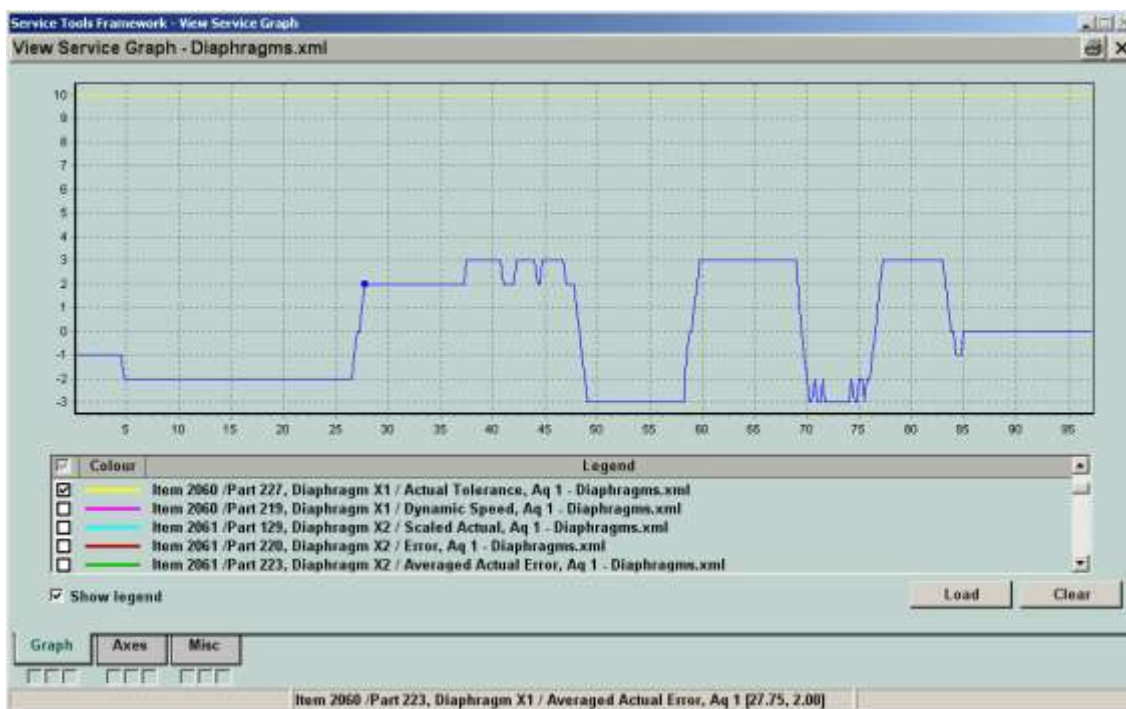 Service Tools Framework - View Service Graph
View Service Graph - Diaphragms.xml
10
9
8
7
6
5
4
3
2
1
0
-1
-2
-3
5 10 15 20 25 30 35 40 45 50 55 60 65 70 75 80 85 90 95
Colour Legend
Item 2060 /Part 227, Diaphragm X1 / Actual Tolerance, Aq 1 - Diaphragms.xml
Item 2060 /Part 219, Diaphragm X1 / Dynamic Speed, Aq 1 - Diaphragms.xml
Item 2061 /Part 129, Diaphragm X2 / Scaled Actual, Aq 1 - Diaphragms.xml
Item 2061 /Part 220, Diaphragm X2 / Error, Aq 1 - Diaphragms.xml
Item 2061 /Part 223, Diaphragm X2 / Averaged Actual Error, Aq 1 - Diaphragms.xml
Show legend Load Clear
Graph Axes Misc
Item 2060 /Part 223, Diaphragm X1 / Averaged Actual Error, Aq 1 [27.75, 2.00]